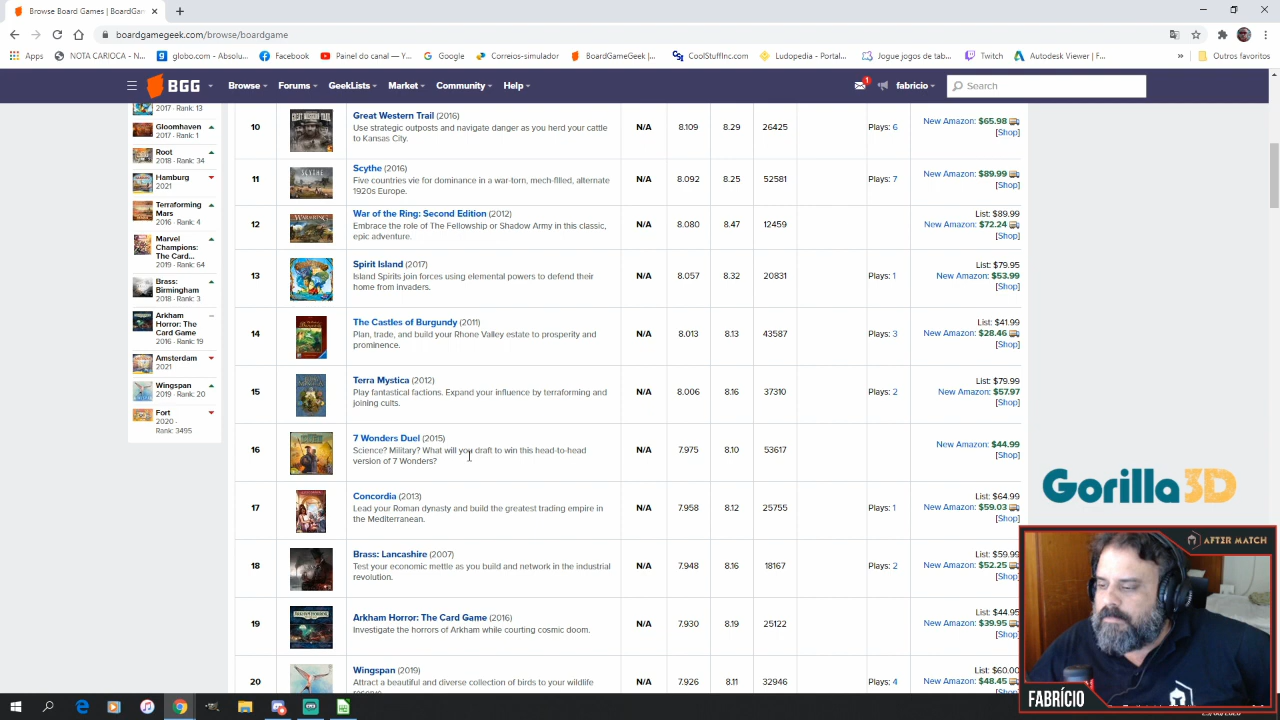 BoardGames | BoardGa
boardgamegeek.com/browse/boardgame
Apps NOTA CARIOCA - N... globo.com - Absolu... Facebook Painel do canal — Y... Google Correios-simulador BoardGameGeek |... CoolStuffInc.com Ludopedia - Portal... Jogue jogos de tab... Twitch Autodesk Viewer | F... » Outros favoritos
BGG Browse Forums GeekLists Market Community Help 1 fabricio Search
2017 - Rank: 13
Gloomhaven
2017 - Rank: 1
Root
2018 - Rank: 34
Hamburg
2021
Terraforming
Mars
2016 - Rank: 4
Marvel
Champions:
The Card...
2019 - Rank: 64
Brass:
Birmingham
2018 - Rank: 3
Arkham
Horror: The
Card Game
2016 - Rank: 19
Amsterdam
2021
Wingspan
2019 - Rank: 20
Fort
2020 -
Rank: 3495
10 Great Western Trail (2016) N/A 8.109 8.29 26425 Plays: 6 New Amazon: $65.98
Use strategic outposts and navigate danger as you herd your cattle [Shop]
to Kansas City.
11 Scythe (2016) N/A 8.092 8.25 52581 Plays: 7 New Amazon: $89.99
Five countries vie for dominance in a war-torn, mech-filled, alternate [Shop]
1920s Europe.
12 War of the Ring: Second Edition (2012) List: $89.99
Embrace the role of The Fellowship or Shadow Army in this classic, N/A 8.080 8.47 12459 New Amazon: $72.24
epic adventure. [Shop]
13 Spirit Island (2017) List: $79.95
Island Spirits join forces using elemental powers to defend their N/A 8.057 8.32 20831 Plays: 1 New Amazon: $53.99
home from invaders. [Shop]
14 The Castles of Burgundy (2011) List: $41.99
Plan, trade, and build your Rhone Valley estate to prosperity and N/A 8.013 8.13 43587 Plays: 3 New Amazon: $28.46
prominence. [Shop]
15 Terra Mystica (2012) List: $79.99
Play fantastical factions. Expand your influence by terraforming and N/A 8.006 8.16 37310 Plays: 2 New Amazon: $57.97
joining cults. [Shop]
16 7 Wonders Duel (2015) New Amazon: $44.99
Science? Military? What will you draft to win this head-to-head N/A 7.975 8.10 53617 [Shop]
version of 7 Wonders?
17 Concordia (2013) List: $64.99
Lead your Roman dynasty and build the greatest trading empire in N/A 7.958 8.12 25755 Plays: 1 New Amazon: $59.03
the Mediterranean. [Shop]
18 Brass: Lancashire (2007) List: $59.99
Test your economic mettle as you build and network in the industrial N/A 7.948 8.16 18167 Plays: 2 New Amazon: $52.25
revolution. [Shop]
19 Arkham Horror: The Card Game (2016) List: $44.95
Investigate the horrors of Arkham while courting cosmic doom. N/A 7.930 8.19 25122 New Amazon: $39.95
[Shop]
20 Wingspan (2019) List: $60.00
Attract a beautiful and diverse collection of birds to your wildlife N/A 7.926 8.11 32946 Plays: 4 New Amazon: $48.45
Gorilla3D
AFTER MATCH
FABRÍCIO